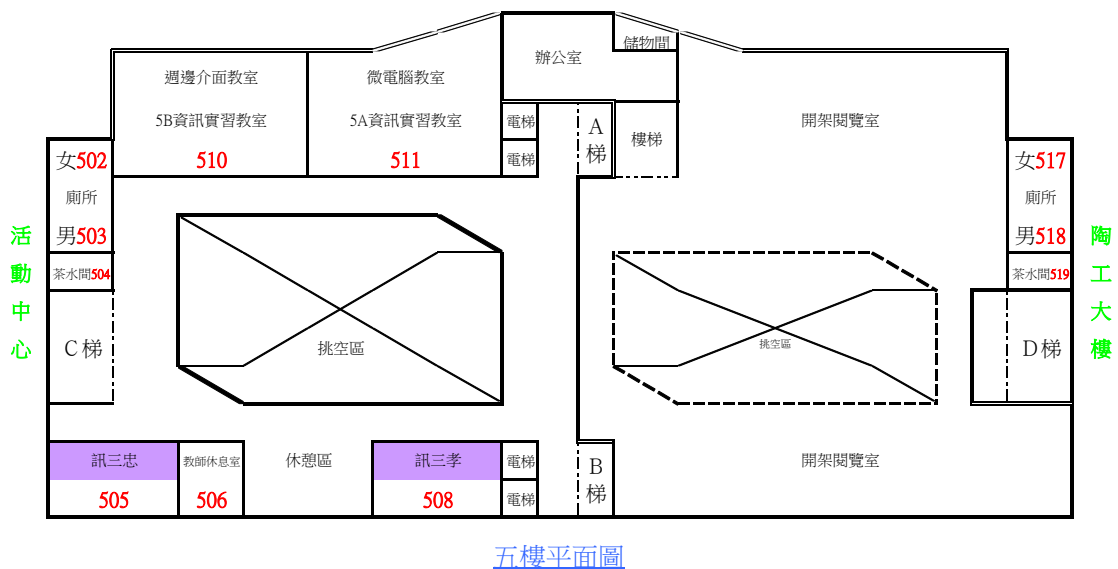 儲物間
辦公室
週邊介面教室
微電腦教室
5B資訊實習教室
5A資訊實習教室
電梯
A
梯
樓梯
開架閱覽室
510
511
電梯
女502
廁所
男503
茶水間504
C梯
女517
廁所
男518
茶水間519
D梯
活
動
中
心
陶
工
大
樓
挑空區
挑空區
訊三忠
505
教師休息室
506
休憩區
訊三孝
508
電梯
電梯
B
梯
開架閱覽室
五樓平面圖